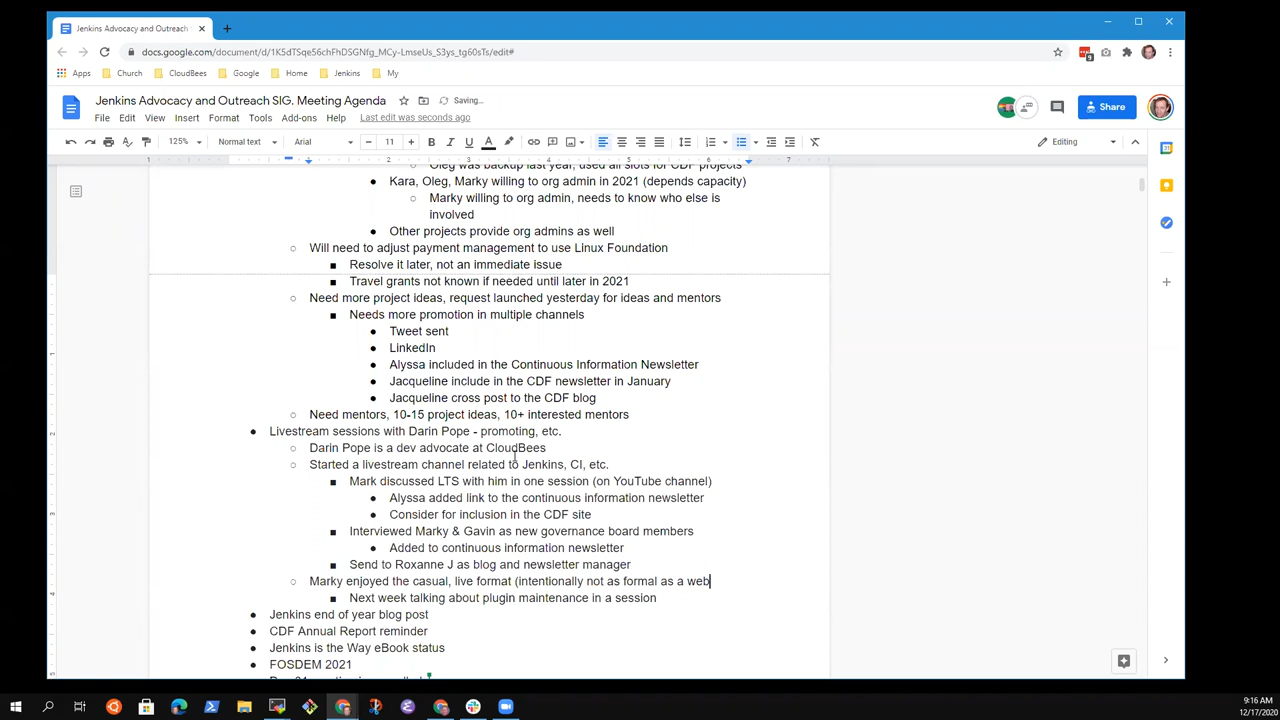 Jenkins Advocacy and Outreach
docs.google.com/document/d/1K5dTSqe56chFhDSGNfg_MCy-LmseUs_S3ys_tg60sTs/edit#
9
Apps Church CloudBees Google Home Jenkins My
Jenkins Advocacy and Outreach SIG. Meeting Agenda Saving...
Share
File Edit View Insert Format Tools Add-ons Help Last edit was seconds ago
125% Normal text Arial 11 B I U A Editing
1 1 2 3 4 5 6 7
Oleg was backup last year, used all slots for CDF projects
Kara, Oleg, Marky willing to org admin in 2021 (depends capacity)
Marky willing to org admin, needs to know who else is
involved
Other projects provide org admins as well
Will need to adjust payment management to use Linux Foundation
Resolve it later, not an immediate issue
Travel grants not known if needed until later in 2021
Need more project ideas, request launched yesterday for ideas and mentors
Needs more promotion in multiple channels
Tweet sent
LinkedIn
Alyssa included in the Continuous Information Newsletter
Jacqueline include in the CDF newsletter in January
Jacqueline cross post to the CDF blog
Need mentors, 10-15 project ideas, 10+ interested mentors
Livestream sessions with Darin Pope - promoting, etc.
Darin Pope is a dev advocate at CloudBees
Started a livestream channel related to Jenkins, CI, etc.
Mark discussed LTS with him in one session (on YouTube channel)
Alyssa added link to the continuous information newsletter
Consider for inclusion in the CDF site
Interviewed Marky & Gavin as new governance board members
Added to continuous information newsletter
Send to Roxanne J as blog and newsletter manager
Marky enjoyed the casual, live format (intentionally not as formal as a web
Next week talking about plugin maintenance in a session
Jenkins end of year blog post
CDF Annual Report reminder
Jenkins is the Way eBook status
FOSDEM 2021
9:16 AM
12/17/2020